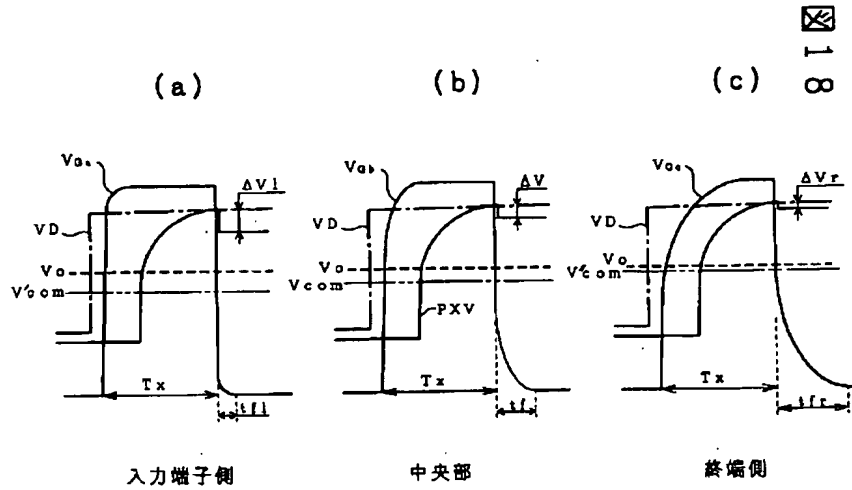 図18
(a)
(b)
(c)
VGa
ΔVl
VD
Vo
V'com
Tx
tfl
VGb
ΔV
VD
Vo
Vcom
PXV
Tx
tf
VGc
ΔVr
VD
Vo
V'com
Tx
tfr
入力端子側
中央部
終端側